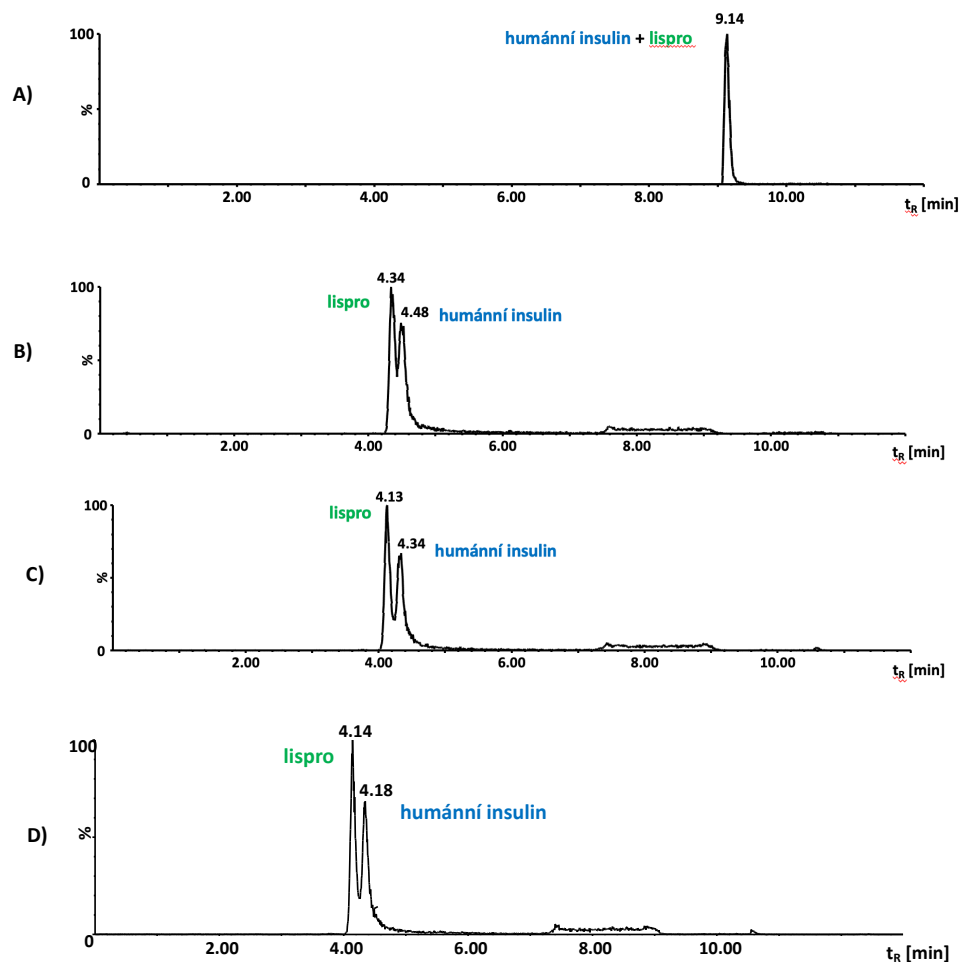 9.14
humánní insulin + lispro
100
A)
%
0
2.00 4.00 6.00 8.00 10.00
tR [min]
4.34
lispro
4.48 humánní insulin
100
B)
%
0
2.00 4.00 6.00 8.00 10.00
tR [min]
4.13
lispro
4.34
humánní insulin
100
C)
%
0
2.00 4.00 6.00 8.00 10.00
tR [min]
4.14
100
lispro
4.18
humánní insulin
D)
%
0
2.00 4.00 6.00 8.00 10.00
tR [min]